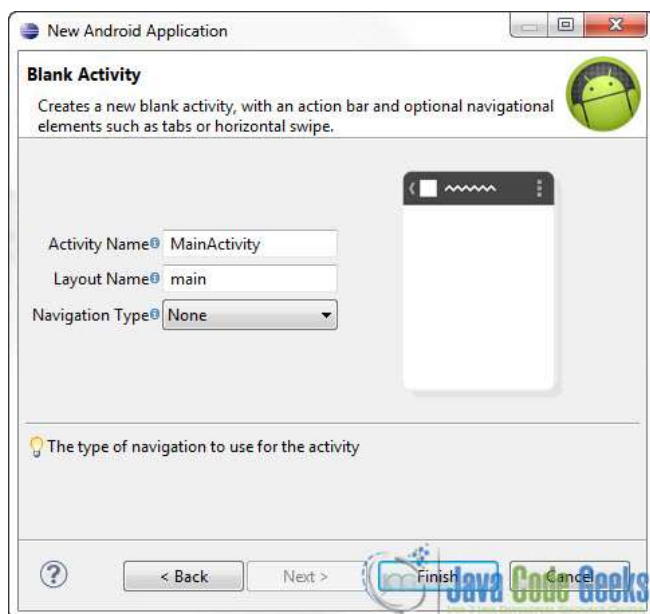 New Android Application
Blank Activity
Creates a new blank activity, with an action bar and optional navigational
elements such as tabs or horizontal swipe.
Activity Name MainActivity
Layout Name main
Navigation Type None
The type of navigation to use for the activity
? < Back Next > Finish Cancel
Java Code Geeks